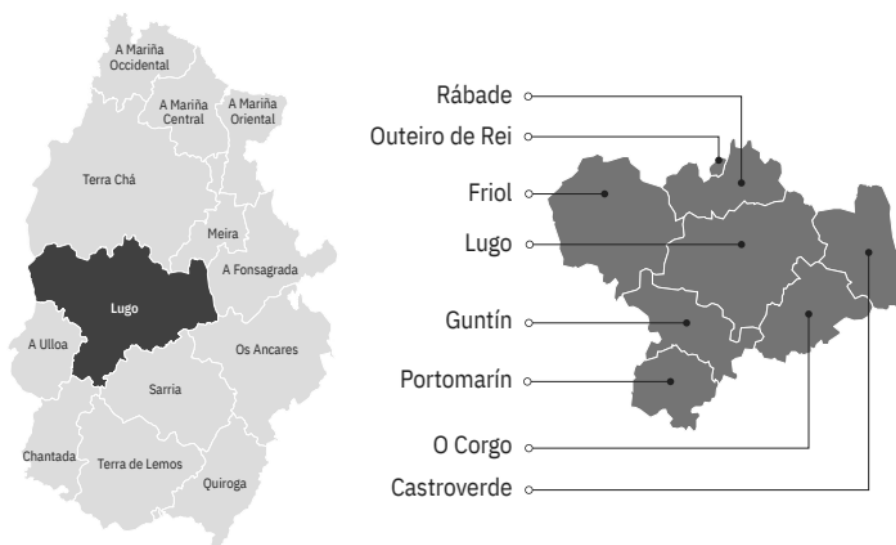 A Mariña
Occidental
A Mariña
Central
A Mariña
Oriental
Terra Chá
Meira
A Fonsagrada
Lugo
A Ulloa
Os Ancares
Sarria
Chantada
Terra de Lemos
Quiroga
Rábade
Outeiro de Rei
Friol
Lugo
Guntín
Portomarín
O Corgo
Castroverde